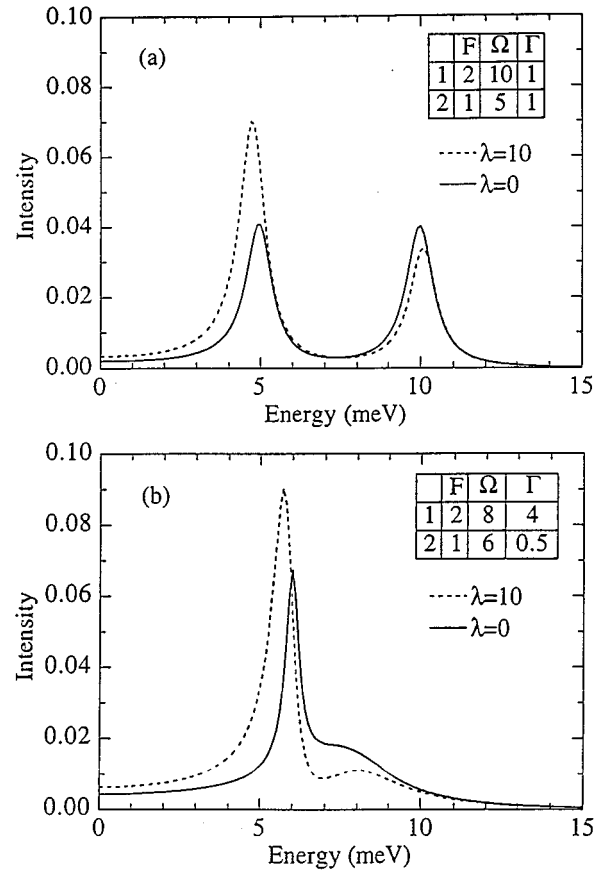 0.10
0.08
0.06
0.04
0.02
0.00
Intensity
(a)
F Ω Γ
1 2 10 1
2 1 5 1
λ=10
λ=0
0 5 10 15
Energy (meV)
0.10
0.08
0.06
0.04
0.02
0.00
Intensity
(b)
F Ω Γ
1 2 8 4
2 1 6 0.5
λ=10
λ=0
0 5 10 15
Energy (meV)